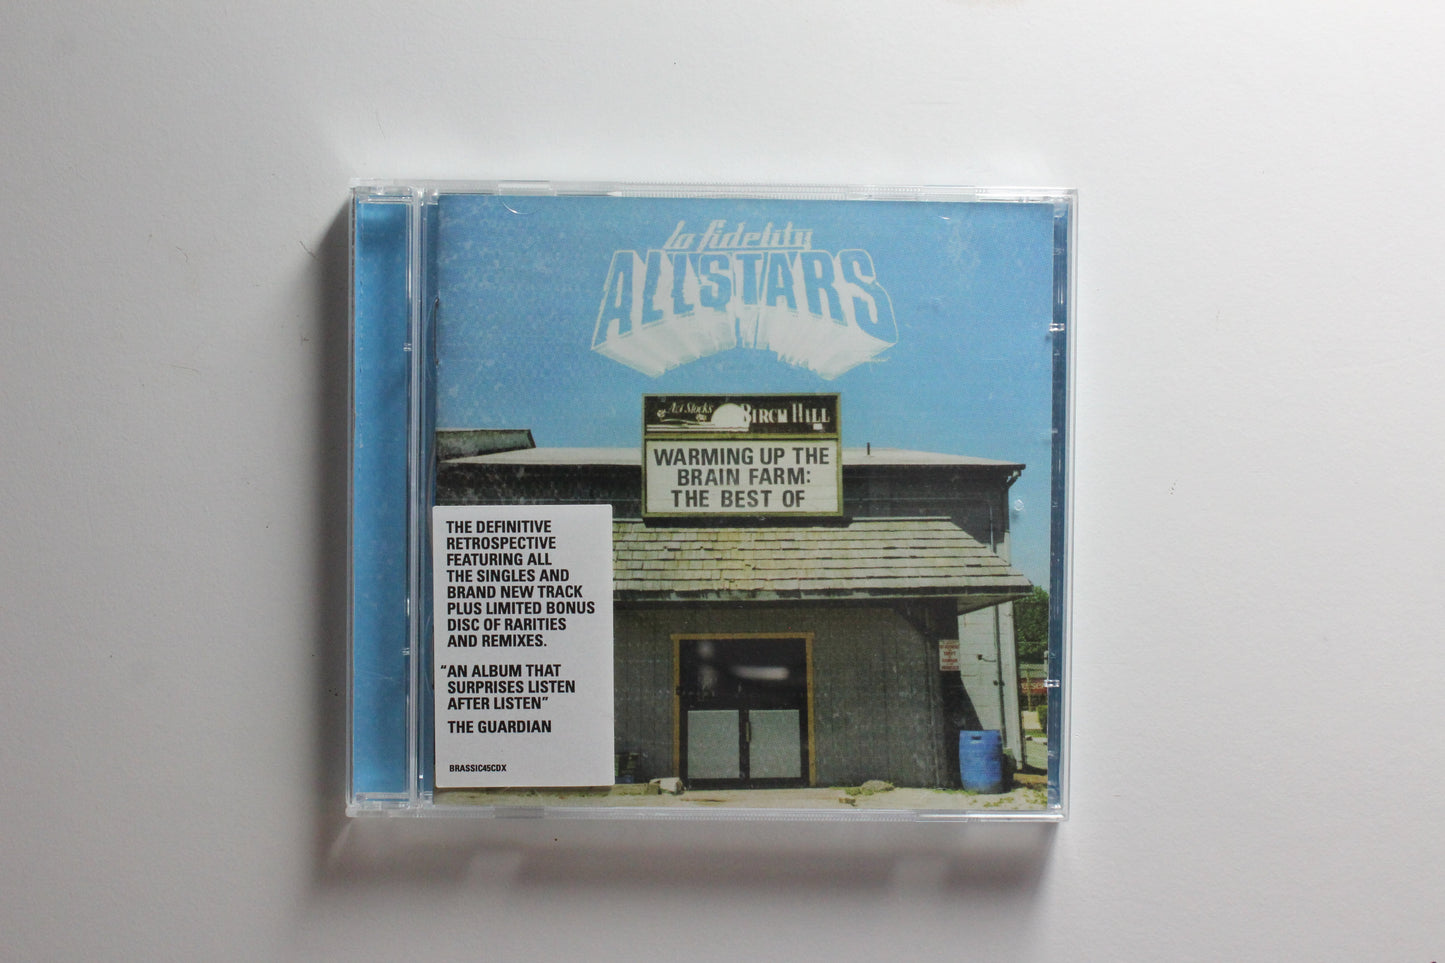 lo fidelity
ALLSTARS
Art Stocks
BIRCH HILL
WARMING UP THE
BRAIN FARM:
THE BEST OF
THE DEFINITIVE
RETROSPECTIVE
FEATURING ALL
THE SINGLES AND
BRAND NEW TRACK
PLUS LIMITED BONUS
DISC OF RARITIES
AND REMIXES.
“AN ALBUM THAT
SURPRISES LISTEN
AFTER LISTEN”
THE GUARDIAN
BRASSIC45CDX